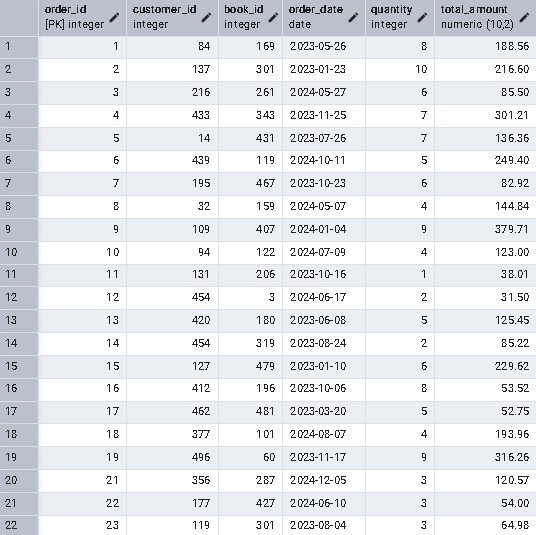 order_id customer_id book_id order_date quantity total_amount
[PK] integer integer integer date integer numeric (10,2)
1 1 84 169 2023-05-26 8 188.56
2 2 137 301 2023-01-23 10 216.60
3 3 216 261 2024-05-27 6 85.50
4 4 433 343 2023-11-25 7 301.21
5 5 14 431 2023-07-26 7 136.36
6 6 439 119 2024-10-11 5 249.40
7 7 195 467 2023-10-23 6 82.92
8 8 32 159 2024-05-07 4 144.84
9 9 109 407 2024-01-04 9 379.71
10 10 94 122 2024-07-09 4 123.00
11 11 131 206 2023-10-16 1 38.01
12 12 454 3 2024-06-17 2 31.50
13 13 420 180 2023-06-08 5 125.45
14 14 454 319 2023-08-24 2 85.22
15 15 127 479 2023-01-10 6 229.62
16 16 412 196 2023-10-06 8 53.52
17 17 462 481 2023-03-20 5 52.75
18 18 377 101 2024-08-07 4 193.96
19 19 496 60 2023-11-17 9 316.26
20 21 356 287 2024-12-05 3 120.57
21 22 177 427 2024-06-10 3 54.00
22 23 119 301 2023-08-04 3 64.98